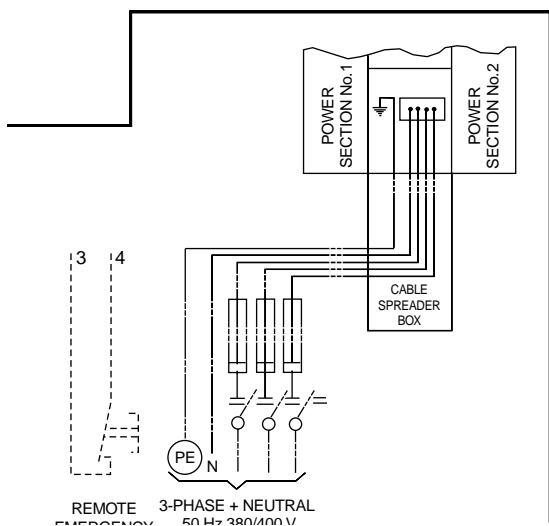 POWER
SECTION No.1
POWER
SECTION No.2
CABLE
SPREADER
BOX
3 4
PE
N
REMOTE
EMERGENCY
3-PHASE + NEUTRAL
50 Hz 380/400 V